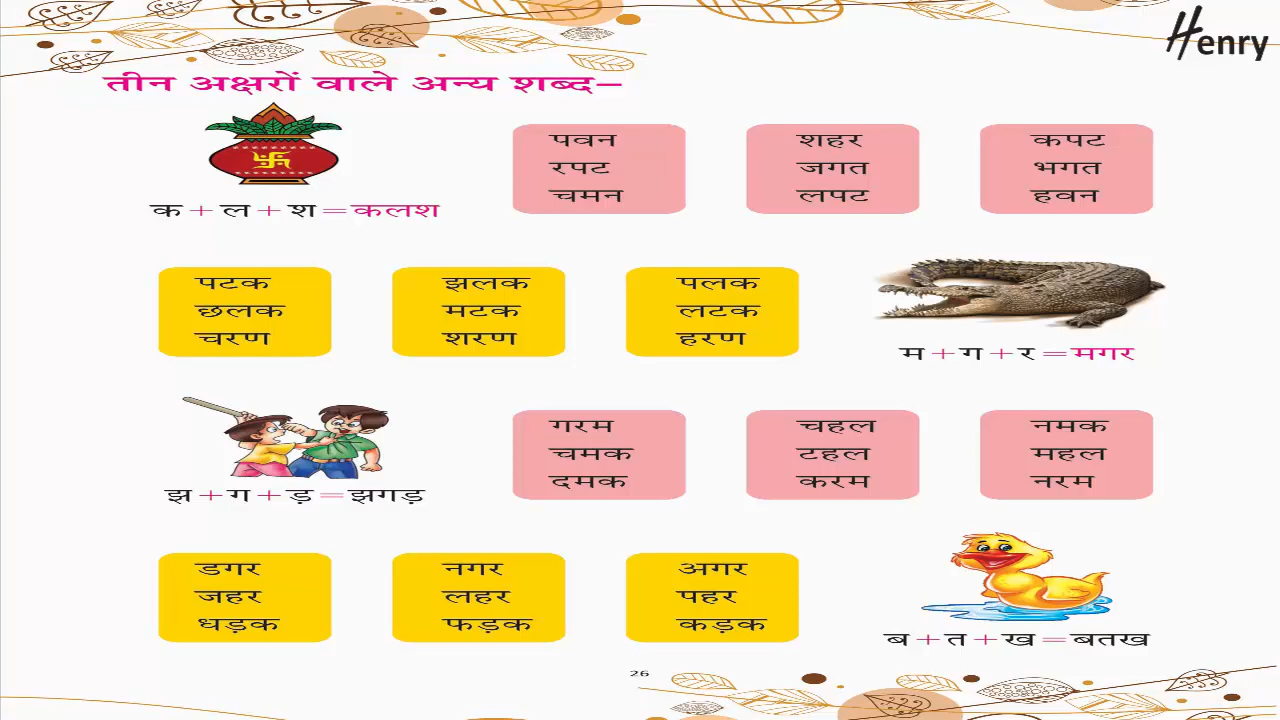 Henry
तीन अक्षरों वाले अन्य शब्द–
पवन
रपट
चमन
शहर
जगत
लपट
कपट
भगत
हवन
क + ल + श = कलश
पटक
छलक
चरण
झलक
मटक
शरण
पलक
लटक
हरण
म + ग + र = मगर
गरम
चमक
दमक
चहल
टहल
करम
नमक
महल
नरम
झ + ग + ड़ = झगड़
डगर
जहर
धड़क
नगर
लहर
फड़क
अगर
पहर
कड़क
ब + त + ख = बतख
26